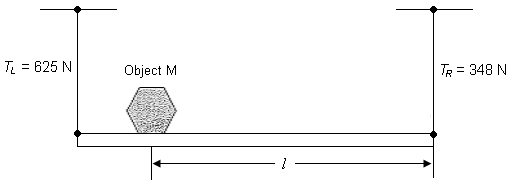 Object M
T_L = 625 N
T_R = 348 N
l